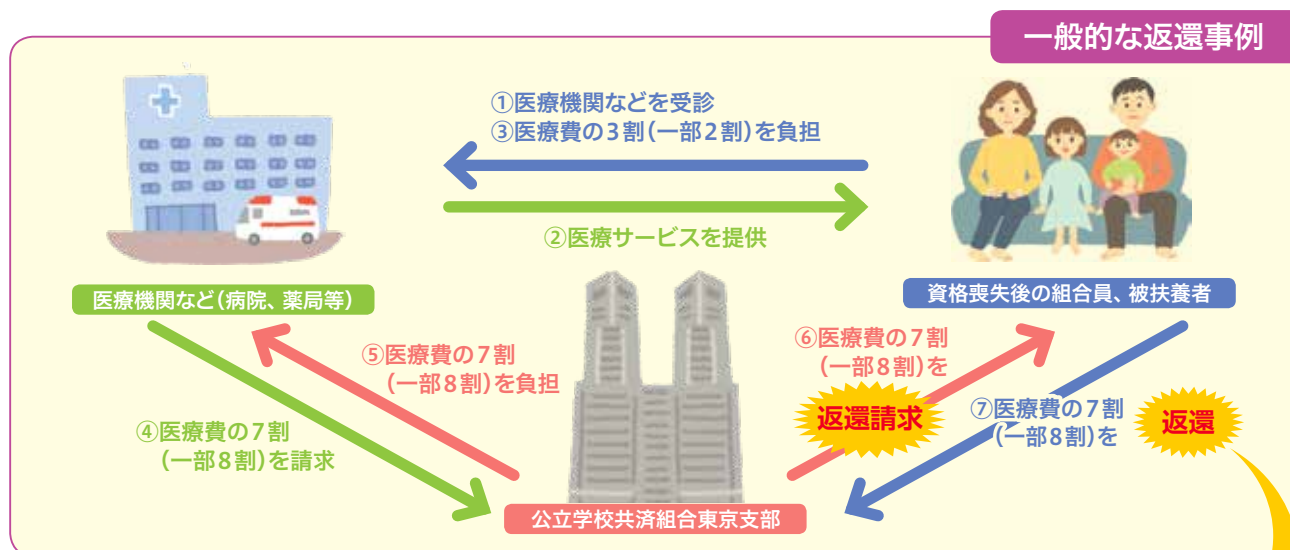 一般的な返還事例
①医療機関などを受診
③医療費の3割(一部2割)を負担
②医療サービスを提供
医療機関など(病院、薬局等)
資格喪失後の組合員、被扶養者
⑤医療費の7割
(一部8割)を負担
④医療費の7割
(一部8割)を請求
⑥医療費の7割
(一部8割)を
返還請求
⑦医療費の7割
(一部8割)を
返還
公立学校共済組合東京支部